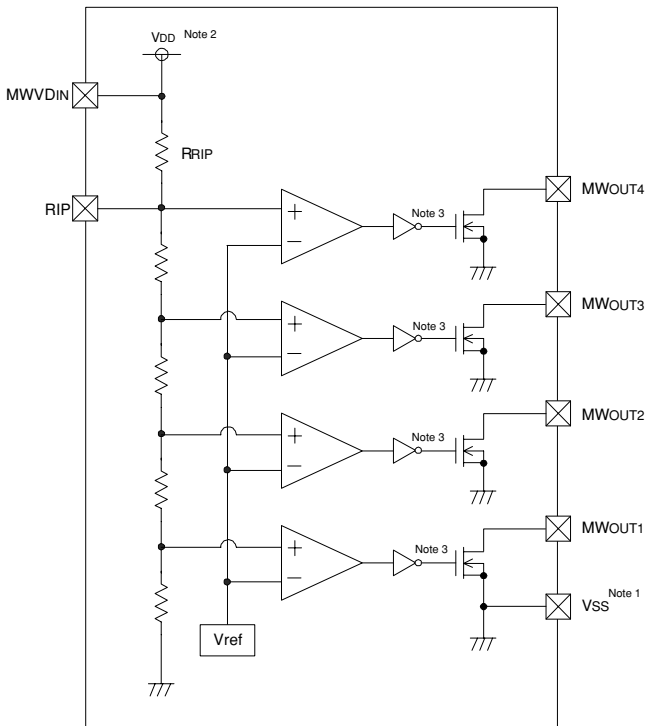 VDD Note 2
MWVDIN
RRIP
RIP
+
−
Note 3
MWOUT4
+
−
Note 3
MWOUT3
+
−
Note 3
MWOUT2
+
−
Note 3
MWOUT1
VSS Note 1
Vref